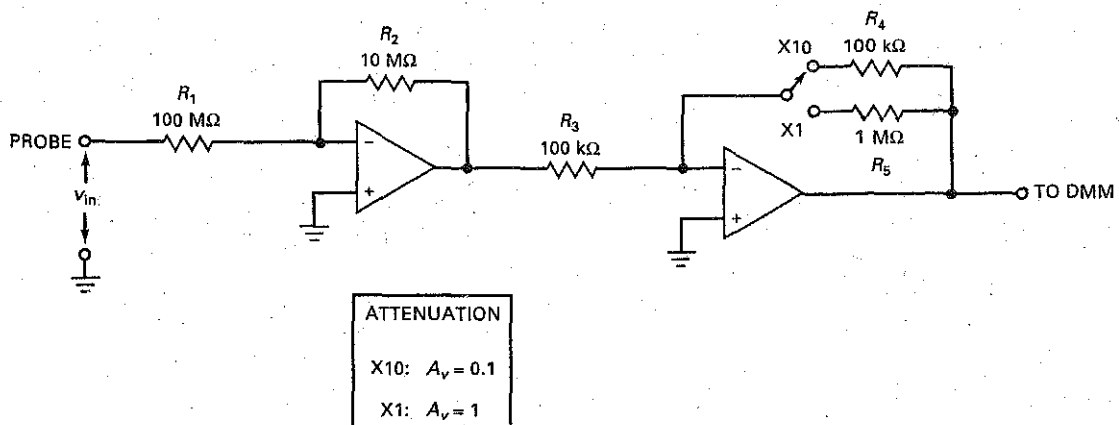 R₁
100 MΩ
R₂
10 MΩ
R₃
100 kΩ
R₄
100 kΩ
X10
X1
1 MΩ
R₅
PROBE
vin
−
+
−
+
TO DMM
ATTENUATION
X10: Av = 0.1
X1: Av = 1